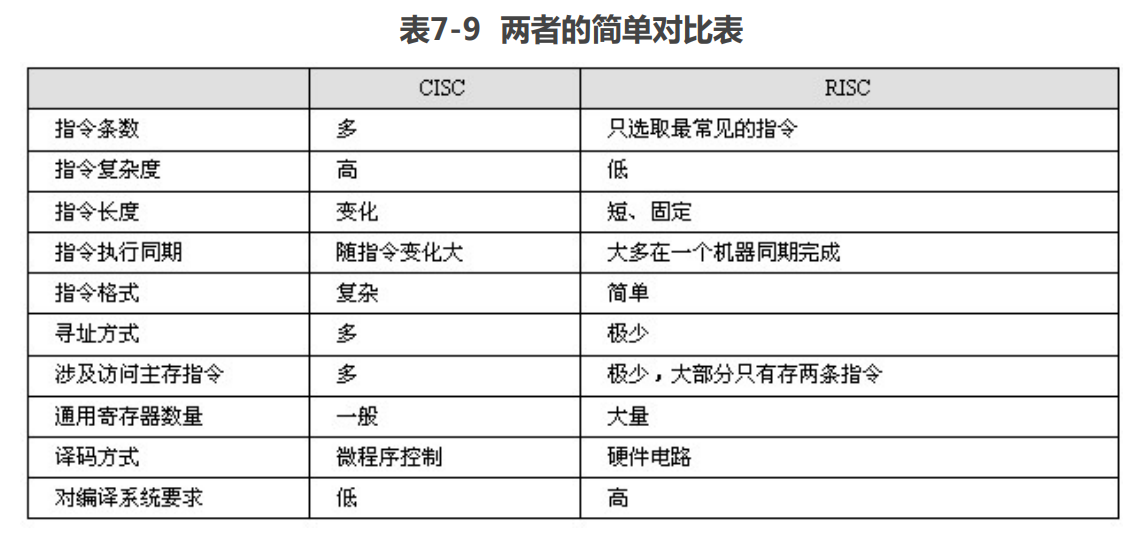 表7-9 两者的简单对比表
CISC RISC
指令条数 多 只选取最常见的指令
指令复杂度 高 低
指令长度 变化 短、固定
指令执行同期 随指令变化大 大多在一个机器同期完成
指令格式 复杂 简单
寻址方式 多 极少
涉及访问主存指令 多 极少，大部分只有存两条指令
通用寄存器数量 一般 大量
译码方式 微程序控制 硬件电路
对编译系统要求 低 高